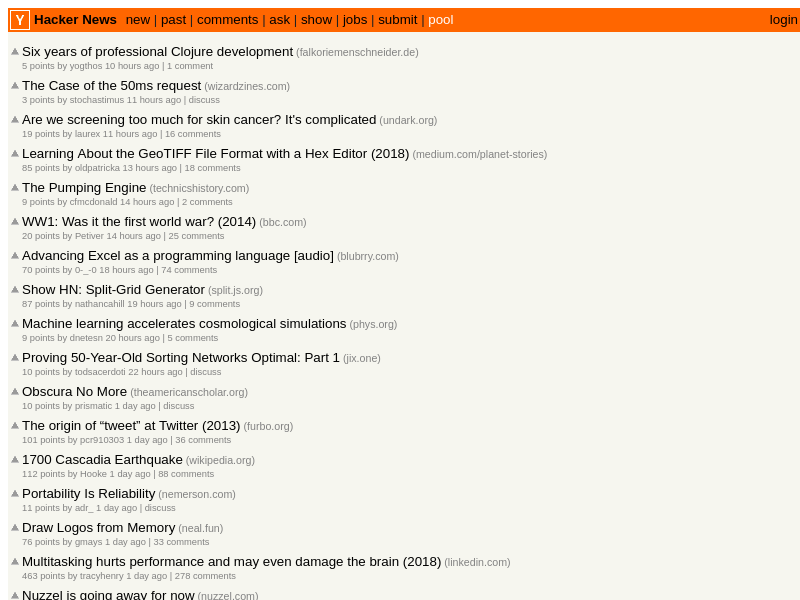 Y Hacker News new | past | comments | ask | show | jobs | submit | pool login
Six years of professional Clojure development (falkoriemenschneider.de)
5 points by yogthos 10 hours ago | 1 comment
The Case of the 50ms request (wizardzines.com)
3 points by stochastimus 11 hours ago | discuss
Are we screening too much for skin cancer? It's complicated (undark.org)
19 points by laurex 11 hours ago | 16 comments
Learning About the GeoTIFF File Format with a Hex Editor (2018) (medium.com/planet-stories)
85 points by oldpatricka 13 hours ago | 18 comments
The Pumping Engine (technicshistory.com)
9 points by cfmcdonald 14 hours ago | 2 comments
WW1: Was it the first world war? (2014) (bbc.com)
20 points by Petiver 14 hours ago | 25 comments
Advancing Excel as a programming language [audio] (blubrry.com)
70 points by 0-_-0 18 hours ago | 74 comments
Show HN: Split-Grid Generator (split.js.org)
87 points by nathancahill 19 hours ago | 9 comments
Machine learning accelerates cosmological simulations (phys.org)
9 points by dnetesn 20 hours ago | 5 comments
Proving 50-Year-Old Sorting Networks Optimal: Part 1 (jix.one)
10 points by todsacerdoti 22 hours ago | discuss
Obscura No More (theamericanscholar.org)
10 points by prismatic 1 day ago | discuss
The origin of “tweet” at Twitter (2013) (furbo.org)
101 points by pcr910303 1 day ago | 36 comments
1700 Cascadia Earthquake (wikipedia.org)
112 points by Hooke 1 day ago | 88 comments
Portability Is Reliability (nemerson.com)
11 points by adr_ 1 day ago | discuss
Draw Logos from Memory (neal.fun)
76 points by gmays 1 day ago | 33 comments
Multitasking hurts performance and may even damage the brain (2018) (linkedin.com)
463 points by tracyhenry 1 day ago | 278 comments
Nuzzel is going away for now (nuzzel.com)